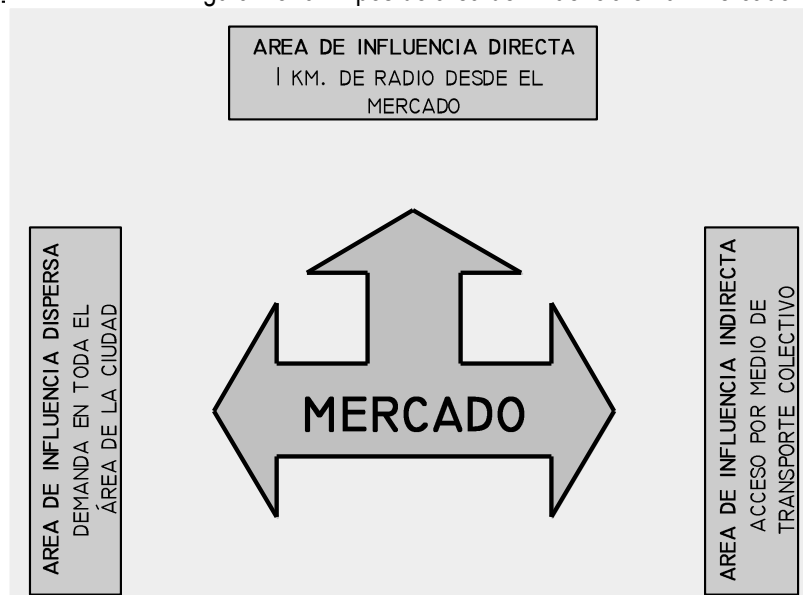 AREA DE INFLUENCIA DIRECTA
1 KM. DE RADIO DESDE EL
MERCADO
AREA DE INFLUENCIA DISPERSA
DEMANDA EN TODA EL
ÁREA DE LA CIUDAD
MERCADO
AREA DE INFLUENCIA INDIRECTA
ACCESO POR MEDIO DE
TRANSPORTE COLECTIVO